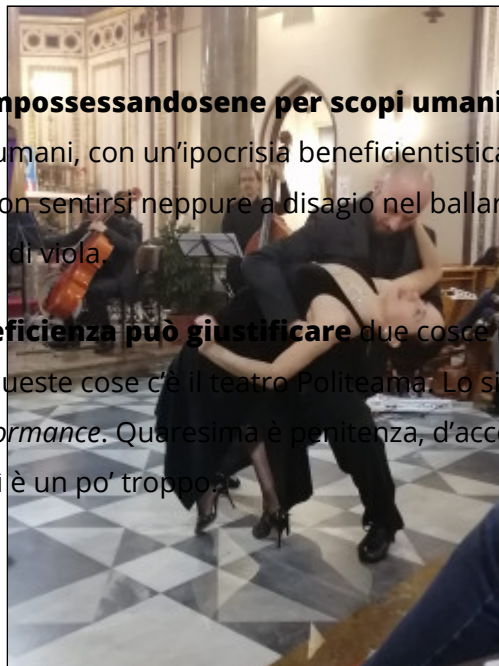 mpossessandosene per scopi umani
umani, con un'ipocrisia beneficientistica
on sentirsi neppure a disagio nel ballar
di viola.
eficienza può giustificare due cosce
ueste cose c'è il teatro Politeama. Lo si
ormance. Quaresima è penitenza, d'acco
i è un po' troppo.